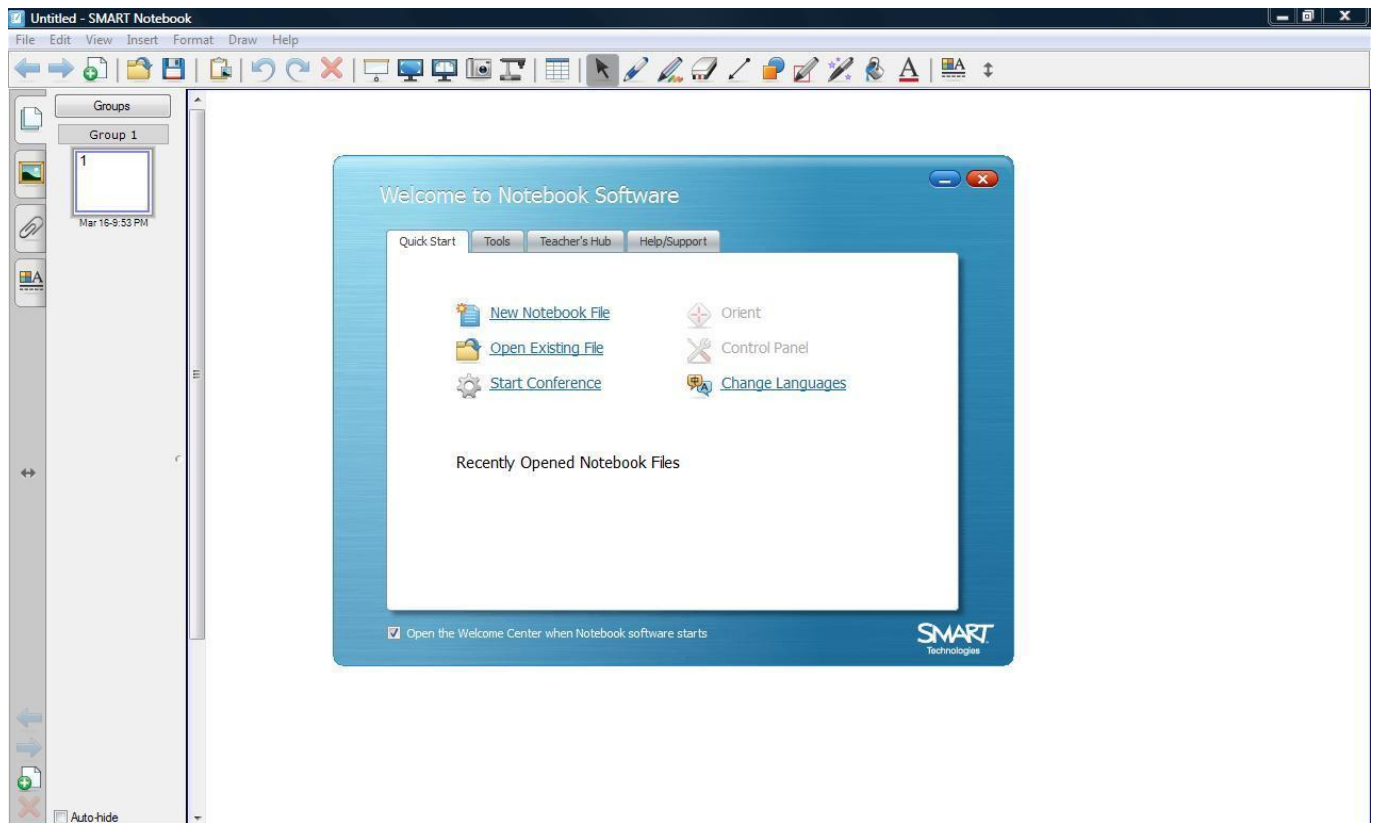 Untitled - SMART Notebook
File Edit View Insert Format Draw Help
Groups
Group 1
1
Mar 16-9:53 PM
Welcome to Notebook Software
Quick Start Tools Teacher's Hub Help/Support
New Notebook File Orient
Open Existing File Control Panel
Start Conference Change Languages
Recently Opened Notebook Files
Open the Welcome Center when Notebook software starts
SMART
Technologies
Auto-hide